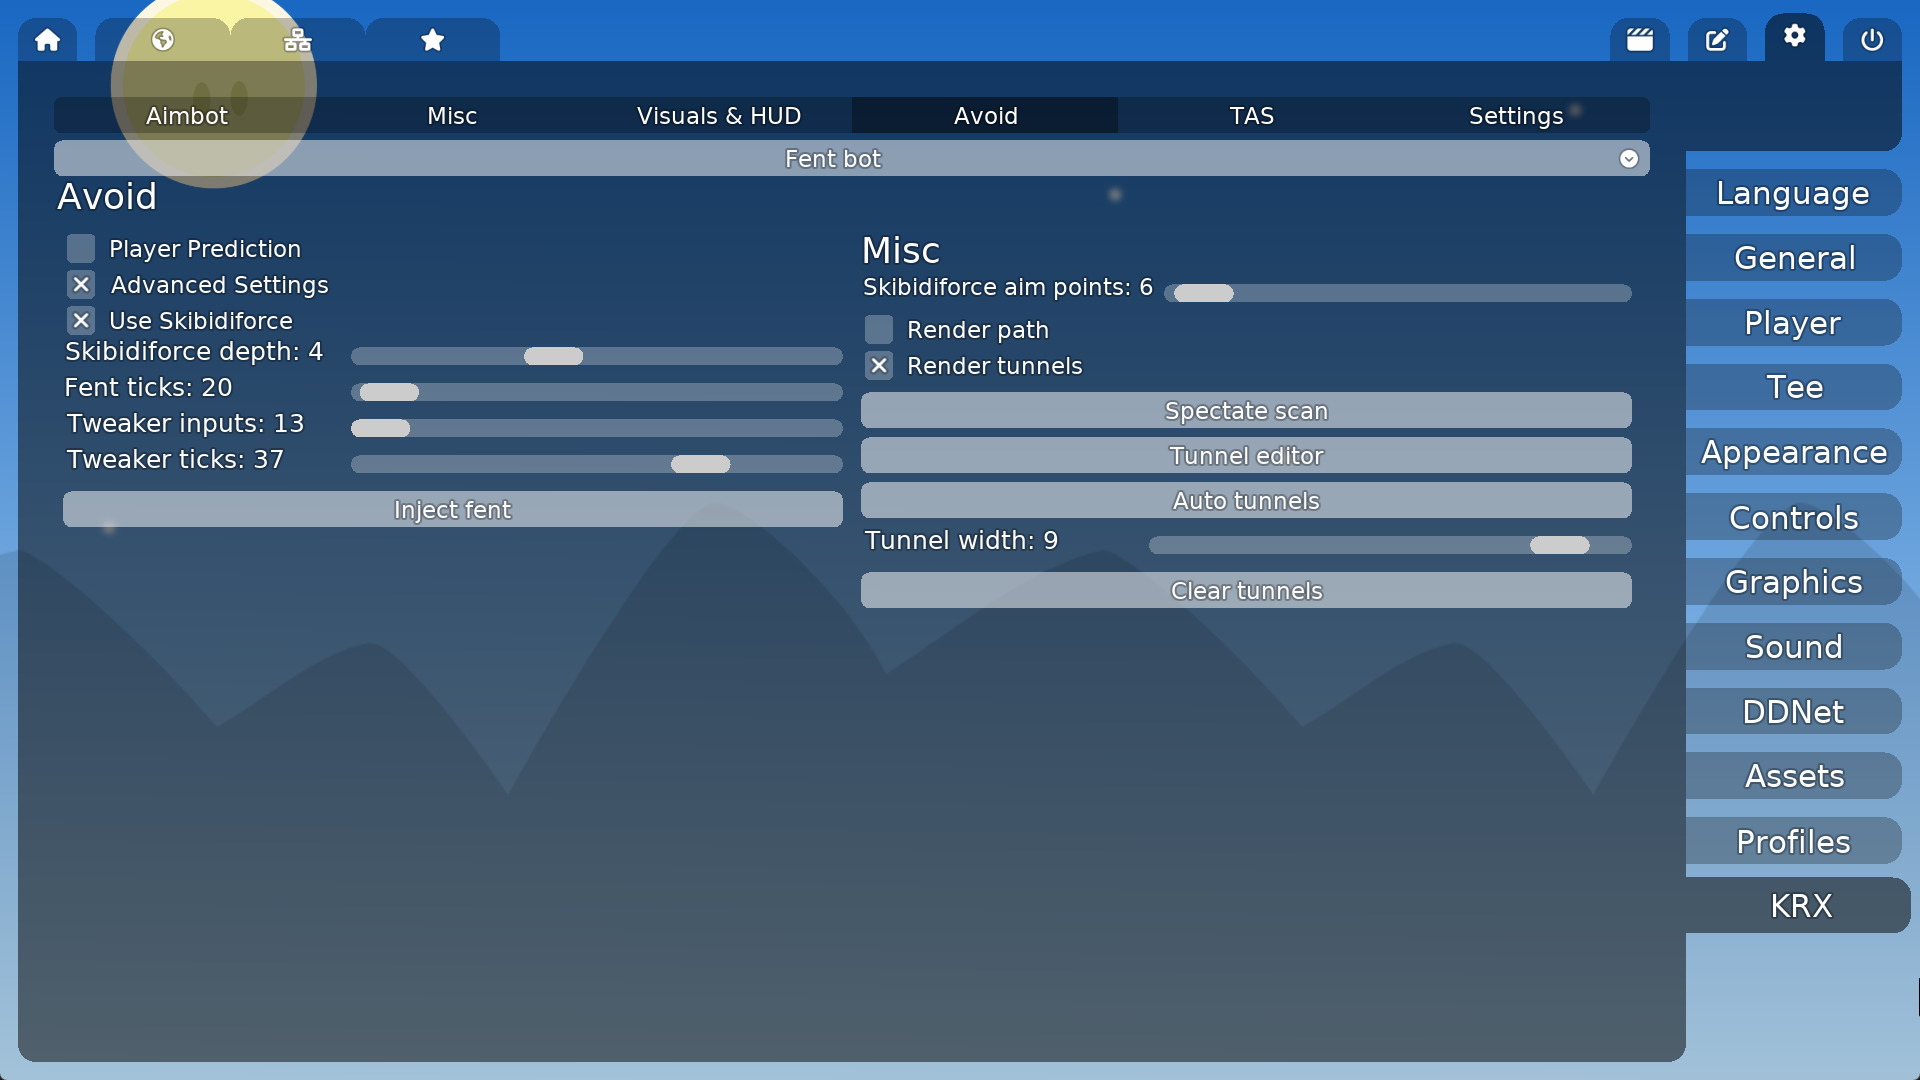 Aimbot
Misc
Visuals & HUD
Avoid
TAS
Settings
Fent bot
Avoid
Player Prediction
Advanced Settings
Use Skibidiforce
Skibidiforce depth: 4
Fent ticks: 20
Tweaker inputs: 13
Tweaker ticks: 37
Inject fent
Misc
Skibidiforce aim points: 6
Render path
Render tunnels
Spectate scan
Tunnel editor
Auto tunnels
Tunnel width: 9
Clear tunnels
Language
General
Player
Tee
Appearance
Controls
Graphics
Sound
DDNet
Assets
Profiles
KRX